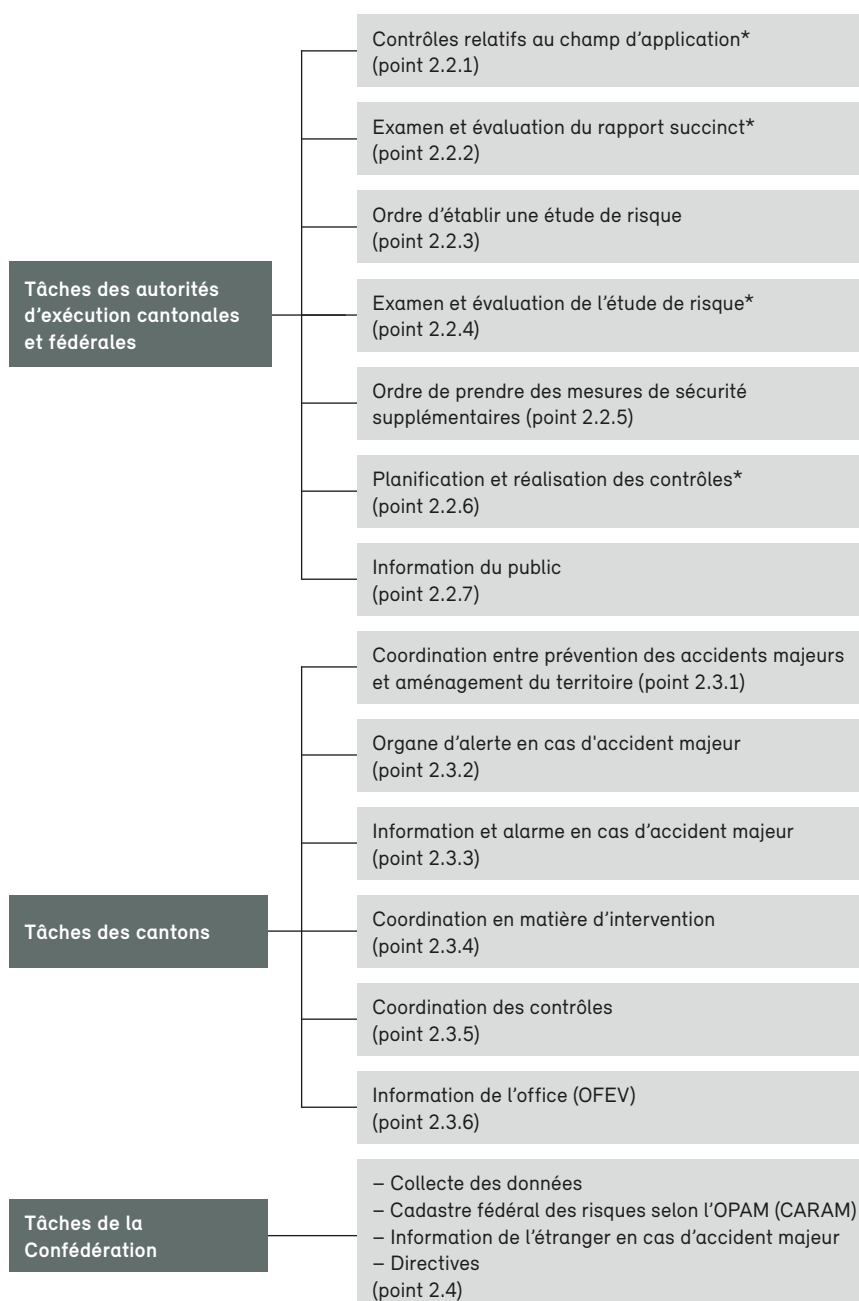 Contrôles relatifs au champ d’application*
(point 2.2.1)
Examen et évaluation du rapport succinct*
(point 2.2.2)
Ordre d’établir une étude de risque
(point 2.2.3)
Tâches des autorités
d’exécution cantonales
et fédérales
Examen et évaluation de l’étude de risque*
(point 2.2.4)
Ordre de prendre des mesures de sécurité
supplémentaires (point 2.2.5)
Planification et réalisation des contrôles*
(point 2.2.6)
Information du public
(point 2.2.7)
Coordination entre prévention des accidents majeurs
et aménagement du territoire (point 2.3.1)
Organe d’alerte en cas d'accident majeur
(point 2.3.2)
Information et alarme en cas d’accident majeur
(point 2.3.3)
Tâches des cantons
Coordination en matière d’intervention
(point 2.3.4)
Coordination des contrôles
(point 2.3.5)
Information de l’office (OFEV)
(point 2.3.6)
Tâches de la
Confédération
– Collecte des données
– Cadastre fédéral des risques selon l’OPAM (CARAM)
– Information de l’étranger en cas d’accident majeur
– Directives
(point 2.4)